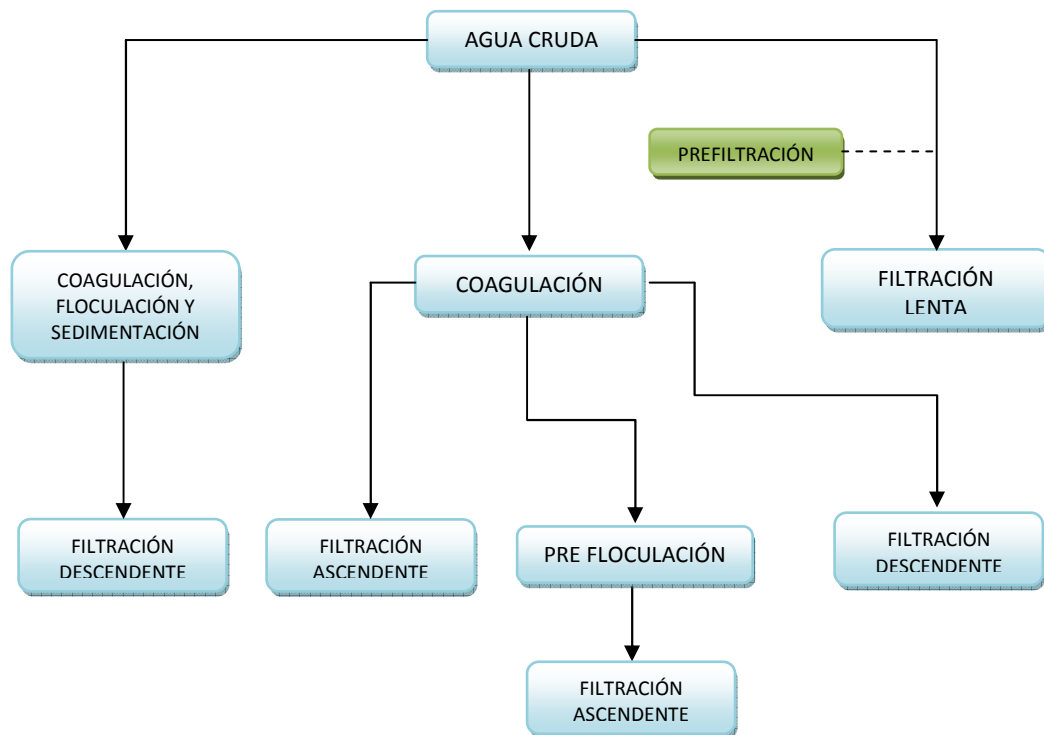 AGUA CRUDA
PREFILTRACIÓN
COAGULACIÓN,
FLOCULACIÓN Y
SEDIMENTACIÓN
COAGULACIÓN
FILTRACIÓN
LENTA
FILTRACIÓN
DESCENDENTE
FILTRACIÓN
ASCENDENTE
PRE FLOCULACIÓN
FILTRACIÓN
DESCENDENTE
FILTRACIÓN
ASCENDENTE